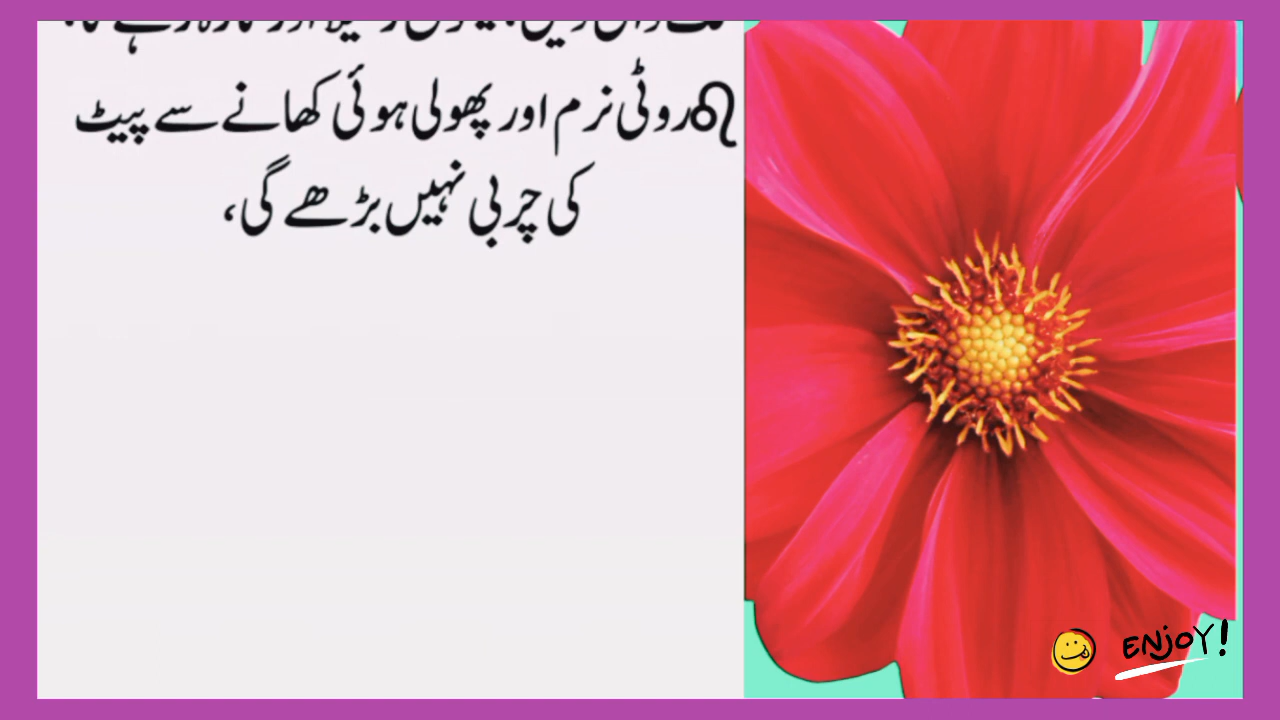 روٹی نرم اور پھولی ہوئی کھانے سے پیٹ
کی چربی نہیں بڑھے گی،
ENJOY!